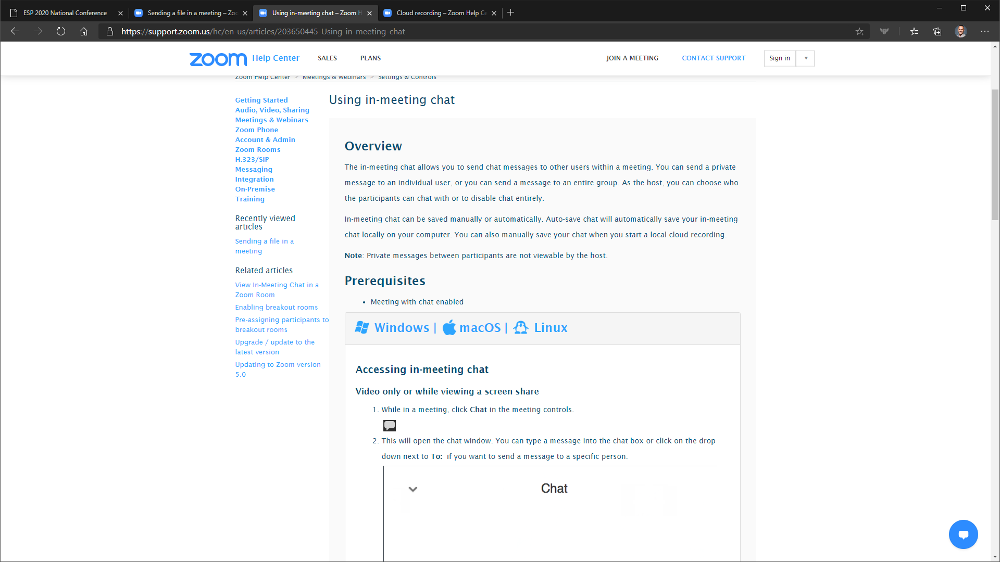 ESP 2020 National Conference
Sending a file in a meeting – Zoo
Using in-meeting chat – Zoom H
Cloud recording – Zoom Help Ce
https://support.zoom.us/hc/en-us/articles/203650445-Using-in-meeting-chat
zoom Help Center SALES PLANS JOIN A MEETING CONTACT SUPPORT Sign in
Zoom Help Center > Meetings & Webinars > Settings & Controls
Getting Started
Audio, Video, Sharing
Meetings & Webinars
Zoom Phone
Account & Admin
Zoom Rooms
H.323/SIP
Messaging
Integration
On-Premise
Training
Recently viewed
articles
Sending a file in a
meeting
Related articles
View In-Meeting Chat in a
Zoom Room
Enabling breakout rooms
Pre-assigning participants to
breakout rooms
Upgrade / update to the
latest version
Updating to Zoom version
5.0
Using in-meeting chat
Overview
The in-meeting chat allows you to send chat messages to other users within a meeting. You can send a private
message to an individual user, or you can send a message to an entire group. As the host, you can choose who
the participants can chat with or to disable chat entirely.
In-meeting chat can be saved manually or automatically. Auto-save chat will automatically save your in-meeting
chat locally on your computer. You can also manually save your chat when you start a local cloud recording.
Note: Private messages between participants are not viewable by the host.
Prerequisites
• Meeting with chat enabled
Windows | macOS | Linux
Accessing in-meeting chat
Video only or while viewing a screen share
1. While in a meeting, click Chat in the meeting controls.
2. This will open the chat window. You can type a message into the chat box or click on the drop
down next to To: if you want to send a message to a specific person.
Chat